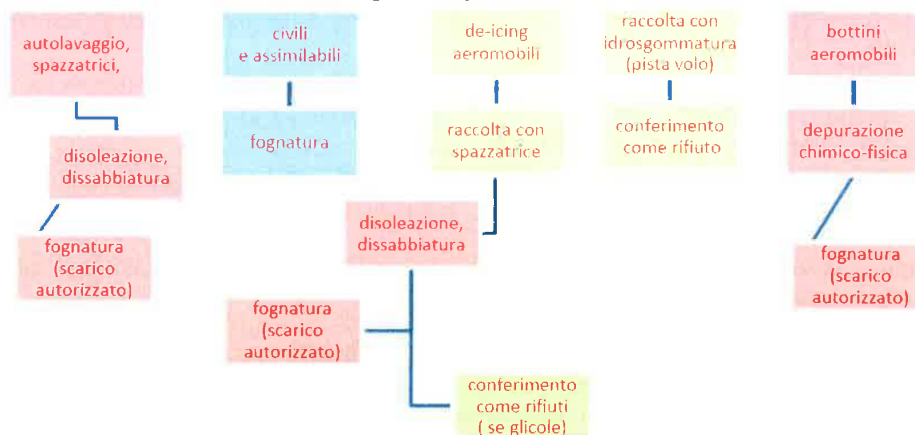 autolavaggio,
spazzatrici,
disoleazione,
dissabbiatura
fognatura
(scarico
autorizzato)
civili
e assimilabili
fognatura
de-icing
aeromobili
raccolta con
spazzatrice
disoleazione,
dissabbiatura
fognatura
(scarico
autorizzato)
conferimento
come rifiuti
( se glicole)
raccolta con
idrosgommatura
(pista volo)
conferimento
come rifiuto
bottini
aeromobili
depurazione
chimico-fisica
fognatura
(scarico
autorizzato)